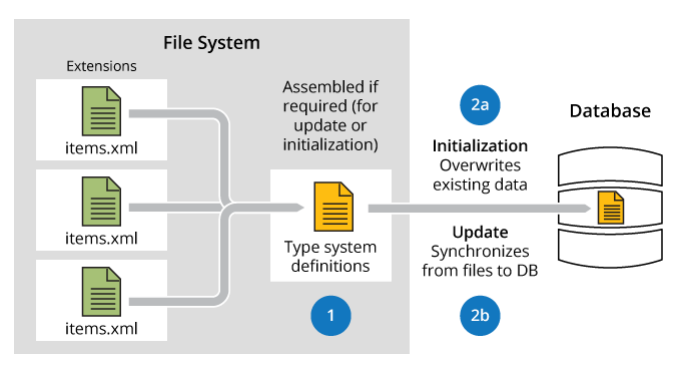 File System
Extensions
items.xml
items.xml
items.xml
Assembled if
required (for
update or
initialization)
Type system
definitions
1
2a
Initialization
Overwrites
existing data
Update
Synchronizes
from files to DB
2b
Database